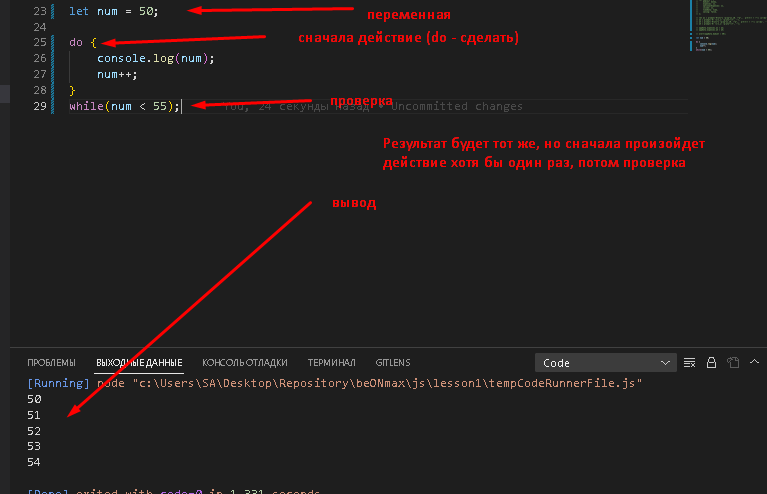 23 let num = 50;
переменная
24
25 do {
сначала действие (do - сделать)
26 console.log(num);
27 num++;
28 }
29 while(num < 55);
проверка
You, 24 секунды назад • Uncommitted changes
Результат будет тот же, но сначала произойдет
действие хотя бы один раз, потом проверка
вывод
ПРОБЛЕМЫ ВЫХОДНЫЕ ДАННЫЕ КОНСОЛЬ ОТЛАДКИ ТЕРМИНАЛ GITLENS Code
[Running] node "c:\Users\SA\Desktop\Repository\beONmax\js\lesson1\tempCodeRunnerFile.js"
50
51
52
53
54
[Done] exited with code=0 in 1.331 seconds